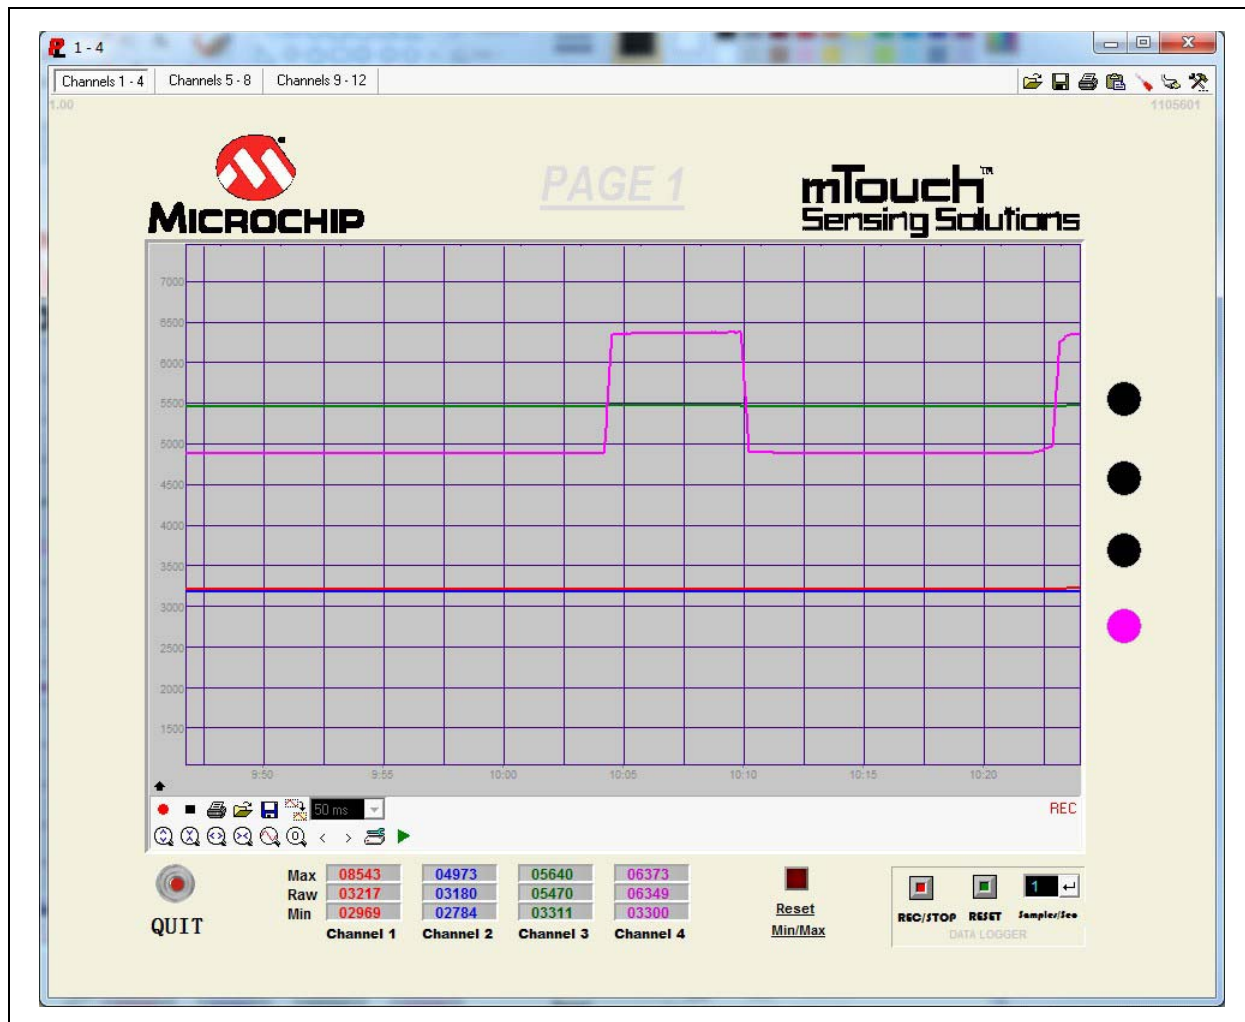 1 - 4
Channels 1 - 4 Channels 5 - 8 Channels 9 - 12
1.00 1105601
MICROCHIP
PAGE 1
mTouch™
Sensing Solutions
7000
6500
6000
5500
5000
4500
4000
3500
3000
2500
2000
1500
9:50 9:55 10:00 10:05 10:10 10:15 10:20
50 ms REC
QUIT
Max 08543 04973 05640 06373
Raw 03217 03180 05470 06349
Min 02969 02784 03311 03300
Channel 1 Channel 2 Channel 3 Channel 4
Reset
Min/Max
1
REC/STOP RESET Samples/Sec
DATA LOGGER